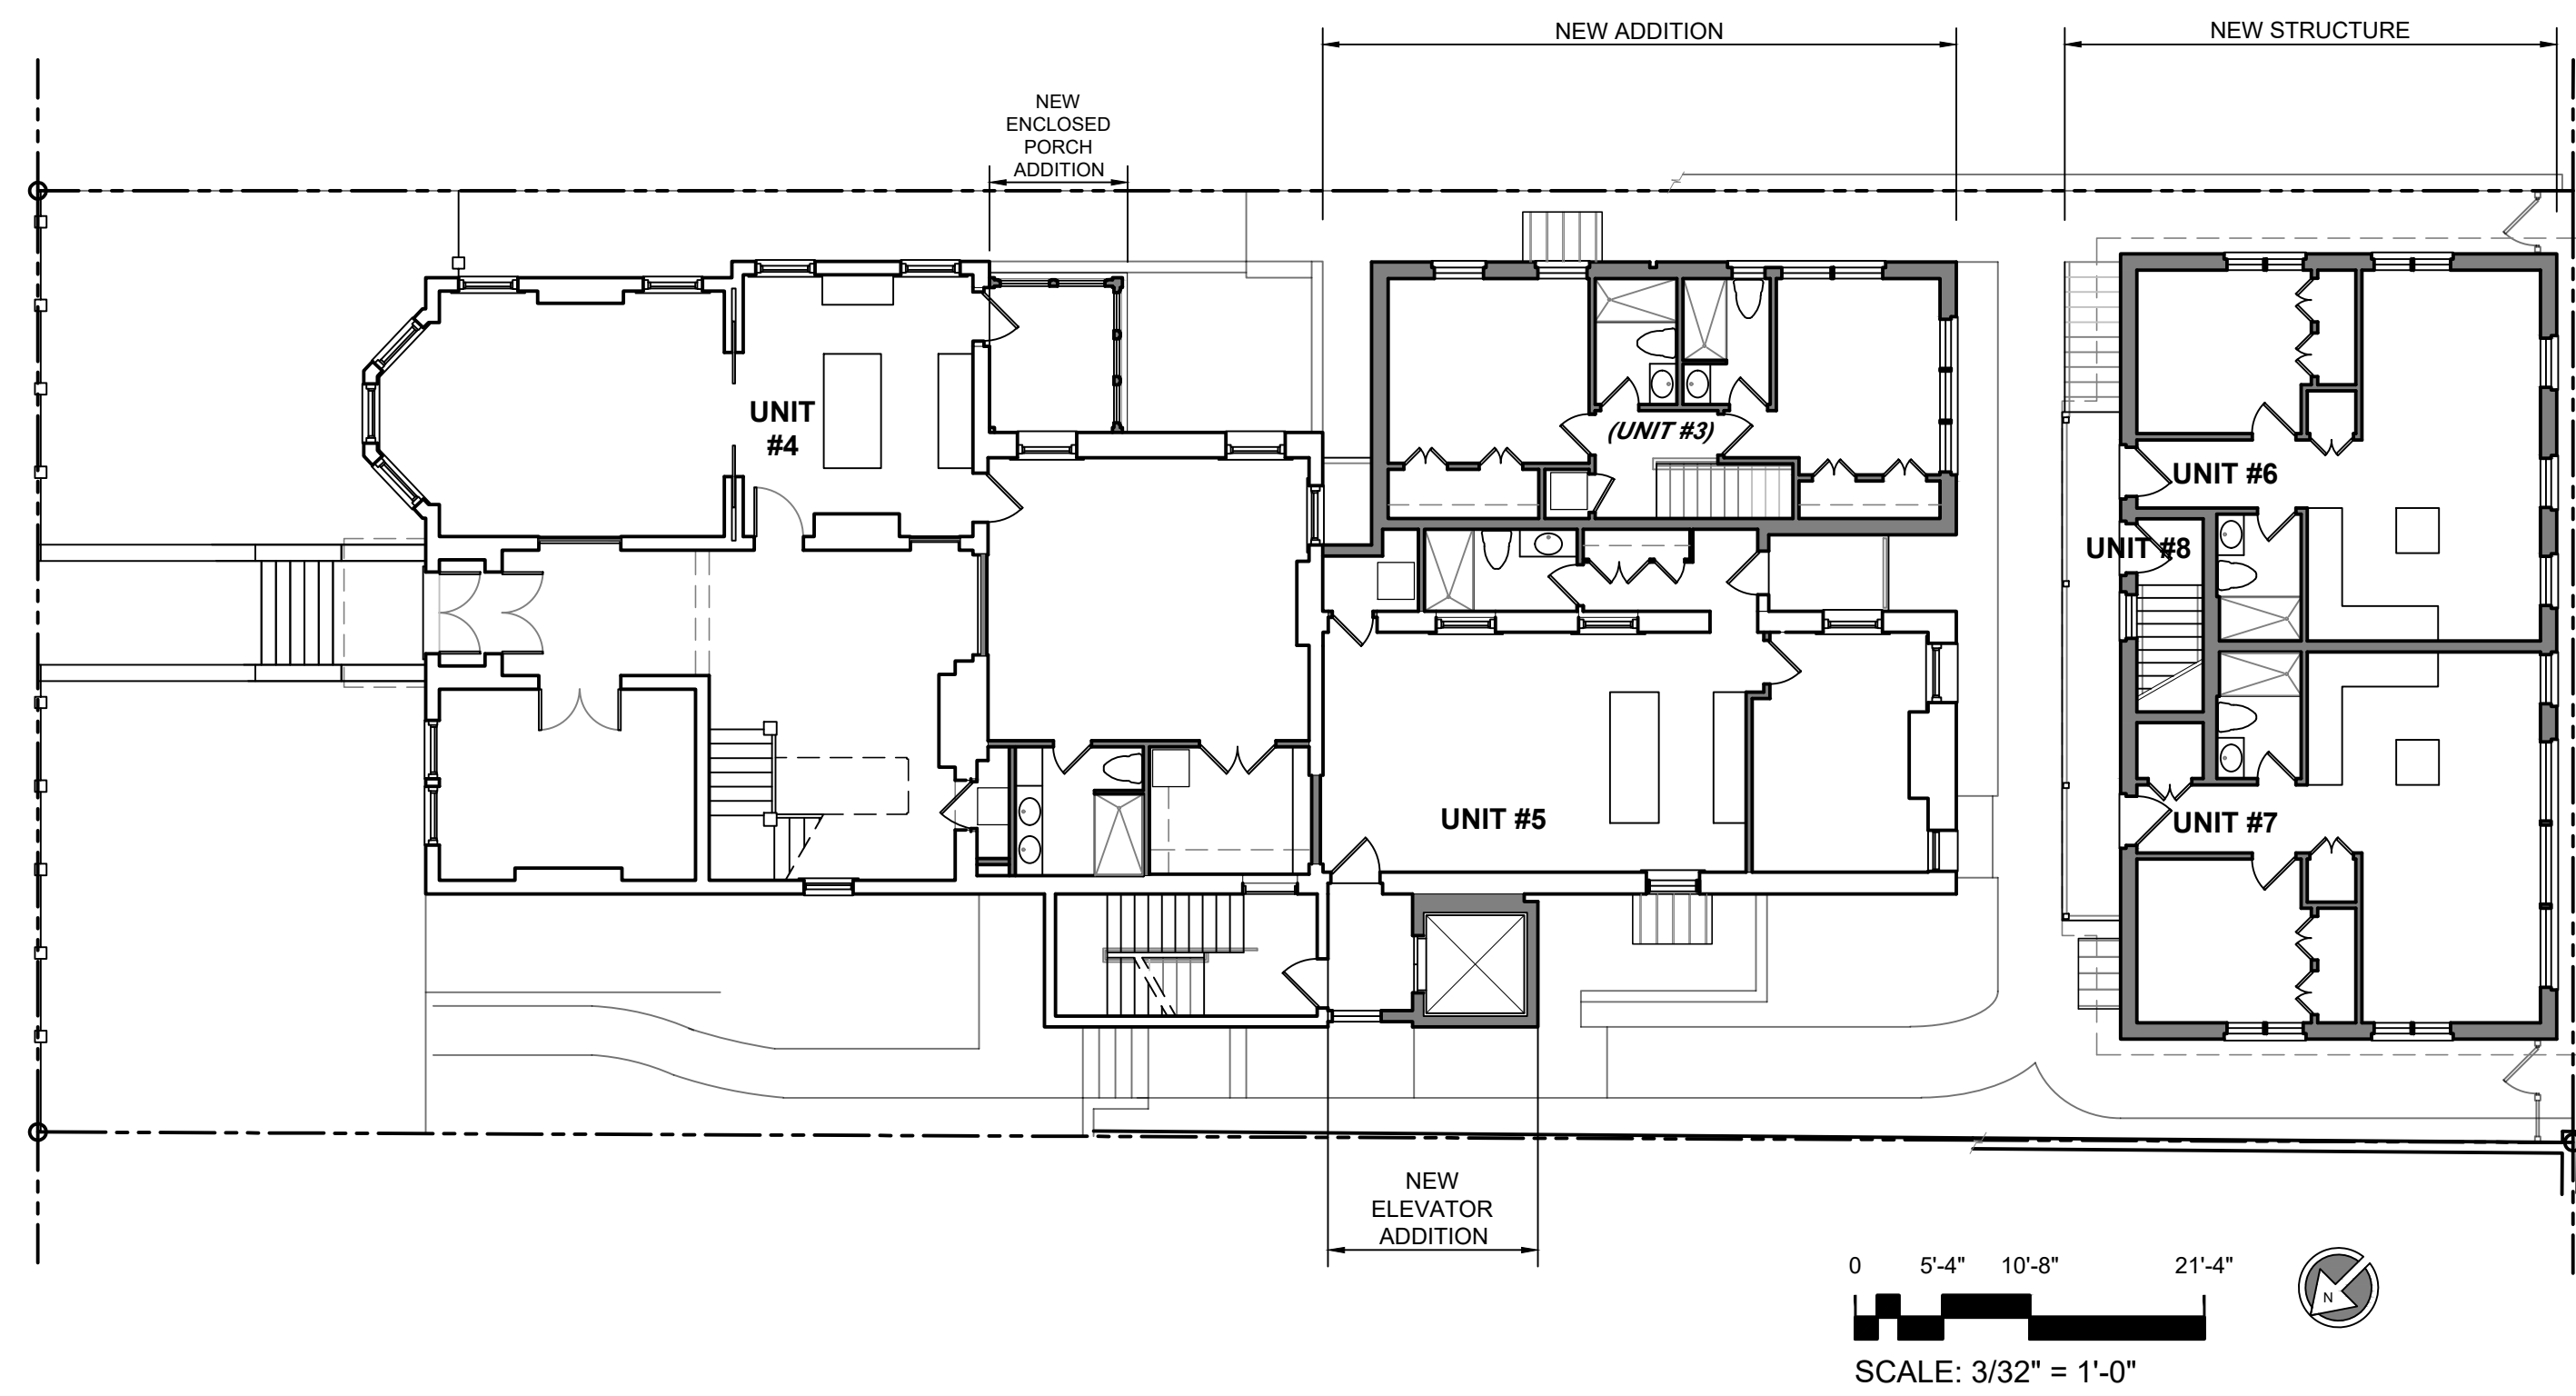 NEW ADDITION
NEW STRUCTURE
NEW
ENCLOSED
PORCH
ADDITION
UNIT
#4
(UNIT #3)
UNIT #6
UNIT #8
UNIT #5
UNIT #7
NEW
ELEVATOR
ADDITION
0 5'-4" 10'-8" 21'-4"
N
SCALE: 3/32" = 1'-0"